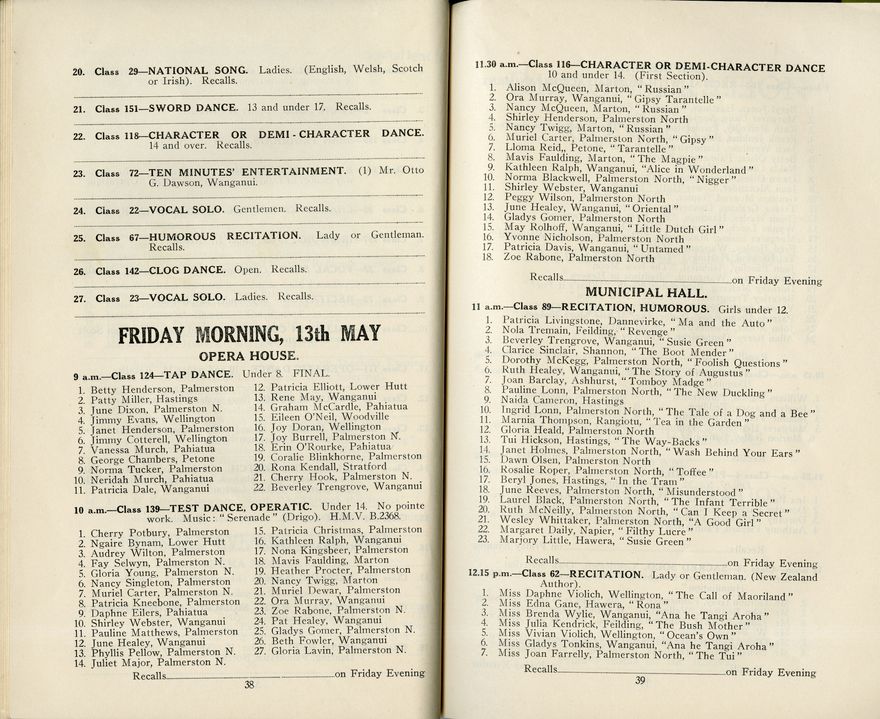 20. Class 29—NATIONAL SONG. Ladies. (English, Welsh, Scotch
or Irish). Recalls.
21. Class 151—SWORD DANCE. 13 and under 17. Recalls.
22. Class 118—CHARACTER OR DEMI-CHARACTER DANCE.
14 and over. Recalls.
23. Class 72—TEN MINUTES' ENTERTAINMENT. (1) Mr. Otto
G. Dawson, Wanganui.
24. Class 22—VOCAL SOLO. Gentlemen. Recalls.
25. Class 67—HUMOROUS RECITATION. Lady or Gentleman.
Recalls.
26. Class 142—CLOG DANCE. Open. Recalls.
27. Class 23—VOCAL SOLO. Ladies. Recalls.
FRIDAY MORNING, 13th MAY
OPERA HOUSE.
9 a.m.—Class 124—TAP DANCE. Under 8. FINAL.
1. Betty Henderson, Palmerston
2. Patty Miller, Hastings
3. June Dixon, Palmerston N.
4. Jimmy Evans, Wellington
5. Janet Henderson, Palmerston
6. Jimmy Cotterell, Wellington
7. Vanessa Murch, Pahiatua
8. George Chambers, Petone
9. Norma Tucker, Palmerston
10. Neridah Murch, Pahiatua
11. Patricia Dale, Wanganui
12. Patricia Elliott, Lower Hutt
13. Rene May, Wanganui
14. Graham McCardle, Pahiatua
15. Eileen O'Neil, Woodville
16. Joy Doran, Wellington
17. Joy Burrell, Palmerston N.
18. Erin O'Rourke, Pahiatua
19. Coralie Blinkhorne, Palmerston
20. Rona Kendall, Stratford
21. Cherry Hook, Palmerston N.
22. Beverley Trengrove, Wanganui
10 a.m.—Class 139—TEST DANCE, OPERATIC. Under 14. No pointe
work. Music: "Serenade" (Drigo). H.M.V. B.2368.
1. Cherry Potbury, Palmerston
2. Ngaire Bynam, Lower Hutt
3. Audrey Wilton, Palmerston
4. Fay Selwyn, Palmerston N.
5. Gloria Young, Palmerston N.
6. Nancy Singleton, Palmerston
7. Muriel Carter, Palmerston N.
8. Patricia Kneebone, Palmerston
9. Daphne Eilers, Pahiatua
10. Shirley Webster, Wanganui
11. Pauline Matthews, Palmerston
12. June Healey, Wanganui
13. Phyllis Pellow, Palmerston N.
14. Juliet Major, Palmerston N.
15. Patricia Christmas, Palmerston
16. Kathleen Ralph, Wanganui
17. Nona Kingsbeer, Palmerston
18. Mavis Faulding, Marton
19. Heather Procter, Palmerston
20. Nancy Twigg, Marton
21. Muriel Dewar, Palmerston
22. Ora Murray, Wanganui
23. Zoe Rabone, Palmerston N.
24. Pat Healey, Wanganui
25. Gladys Gomer, Palmerston N.
26. Beth Fowler, Wanganui
27. Gloria Lavin, Palmerston N.
Recalls on Friday Evening
38
11.30 a.m.—Class 116—CHARACTER OR DEMI-CHARACTER DANCE
10 and under 14. (First Section).
1. Alison McQueen, Marton, "Russian"
2. Ora Murray, Wanganui, "Gipsy Tarantelle"
3. Nancy McQueen, Marton, "Russian"
4. Shirley Henderson, Palmerston North
5. Nancy Twigg, Marton, "Russian"
6. Muriel Carter, Palmerston North, "Gipsy"
7. Lloma Reid,, Petone, "Tarantelle"
8. Mavis Faulding, Marton, "The Magpie"
9. Kathleen Ralph, Wanganui, "Alice in Wonderland"
10. Norma Blackwell, Palmerston North, "Nigger"
11. Shirley Webster, Wanganui
12. Peggy Wilson, Palmerston North
13. June Healey, Wanganui, "Oriental"
14. Gladys Gomer, Palmerston North
15. May Rolhoff, Wanganui, "Little Dutch Girl"
16. Yvonne Nicholson, Palmerston North
17. Patricia Davis, Wanganui, "Untamed"
18. Zoe Rabone, Palmerston North
Recalls on Friday Evening
MUNICIPAL HALL.
11 a.m.—Class 89—RECITATION, HUMOROUS. Girls under 12.
1. Patricia Livingstone, Dannevirke, "Ma and the Auto"
2. Nola Tremain, Feilding, "Revenge"
3. Beverley Trengrove, Wanganui, "Susie Green"
4. Clarice Sinclair, Shannon, "The Boot Mender"
5. Dorothy McKegg, Palmerston North, "Foolish Questions"
6. Ruth Healey, Wanganui, "The Story of Augustus"
7. Joan Barclay, Ashhurst, "Tomboy Madge"
8. Pauline Lonn, Palmerston North, "The New Duckling"
9. Naida Cameron, Hastings
10. Ingrid Lonn, Palmerston North, "The Tale of a Dog and a Bee"
11. Marnia Thompson, Rangiotu, "Tea in the Garden"
12. Gloria Heald, Palmerston North
13. Tui Hickson, Hastings, "The Way-Backs"
14. Janet Holmes, Palmerston North, "Wash Behind Your Ears"
15. Dawn Olsen, Palmerston North
16. Rosalie Roper, Palmerston North, "Toffee"
17. Beryl Jones, Hastings, "In the Tram"
18. June Reeves, Palmerston North, "Misunderstood"
19. Laurel Black, Palmerston North, "The Infant Terrible"
20. Ruth McNeilly, Palmerston North, "Can I Keep a Secret"
21. Wesley Whittaker, Palmerston North, "A Good Girl"
22. Margaret Daily, Napier, "Filthy Lucre"
23. Marjory Little, Hawera, "Susie Green"
Recalls on Friday Evening
12.15 p.m.—Class 62—RECITATION. Lady or Gentleman. (New Zealand
Author).
1. Miss Daphne Violich, Wellington, "The Call of Maoriland"
2. Miss Edna Gane, Hawera, "Rona"
3. Miss Brenda Wylie, Wanganui, "Ana he Tangi Aroha"
4. Miss Julia Kendrick, Feilding, "The Bush Mother"
5. Miss Vivian Violich, Wellington, "Ocean's Own"
6. Miss Gladys Tonkins, Wanganui, "Ana he Tangi Aroha"
7. Miss Joan Farrelly, Palmerston North, "The Tui"
Recalls on Friday Evening
39